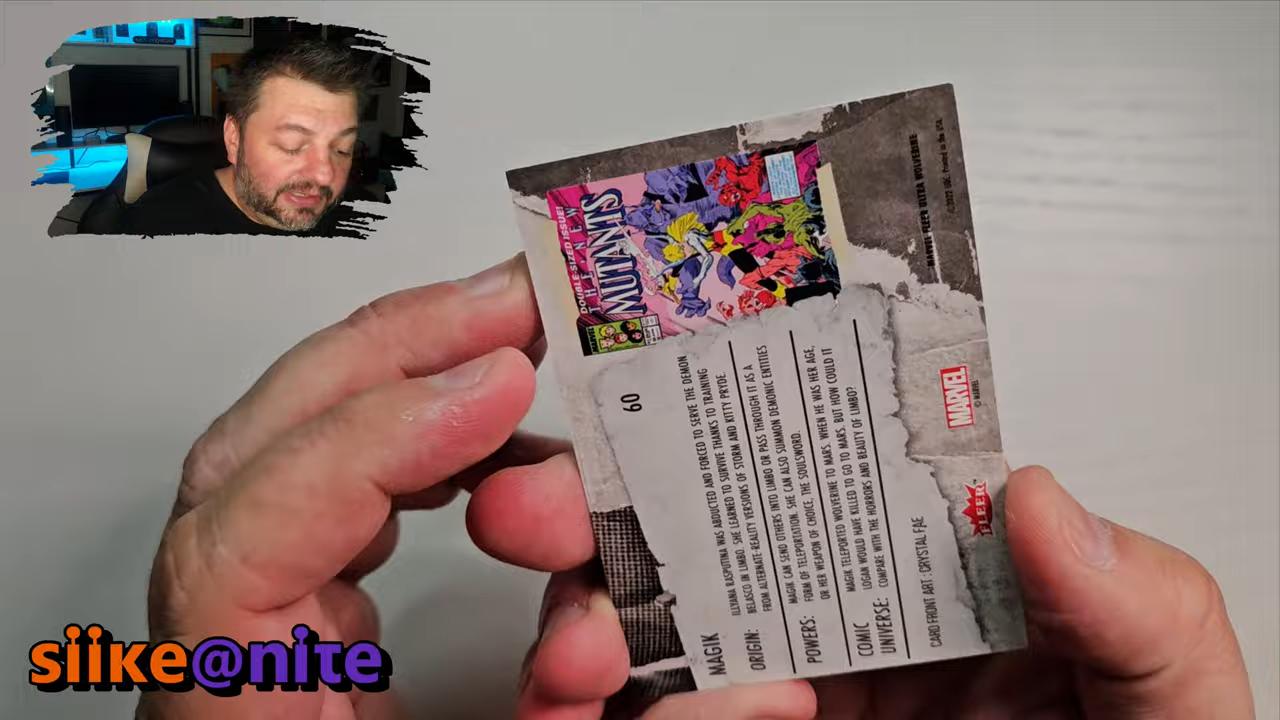 DOUBLE-SIZED ISSUE!
THE NEW
MUTANTS
MAGIK
60
ORIGIN:
ILLYANA RASPUTINA WAS ABDUCTED AND FORCED TO SERVE THE DEMON
BELASCO IN LIMBO. SHE LEARNED TO SURVIVE THANKS TO TRAINING
FROM ALTERNATE-REALITY VERSIONS OF STORM AND KITTY PRYDE.
POWERS:
MAGIK CAN SEND OTHERS INTO LIMBO OR PASS THROUGH IT AS A
FORM OF TELEPORTATION. SHE CAN ALSO SUMMON DEMONIC ENTITIES
OR HER WEAPON OF CHOICE, THE SOULSWORD.
COMIC
UNIVERSE:
MAGIK TELEPORTED WOLVERINE TO MARS. WHEN HE WAS HER AGE,
LOGAN WOULD HAVE KILLED TO GO TO MARS. BUT HOW COULD IT
COMPARE WITH THE HORRORS AND BEAUTY OF LIMBO?
CARD FRONT ART : CRYSTAL FAE
MARVEL FLEER ULTRA WOLVERINE
©2022 UDC. Printed in the USA
FLEER
MARVEL
© MARVEL
siike@nite